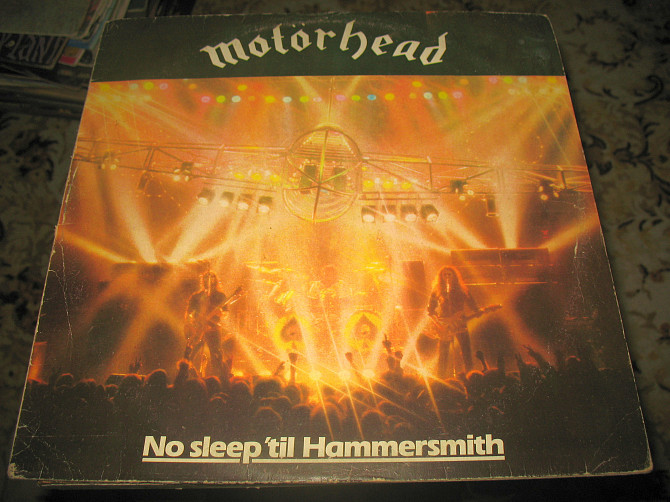 motörhead
No sleep 'til Hammersmith